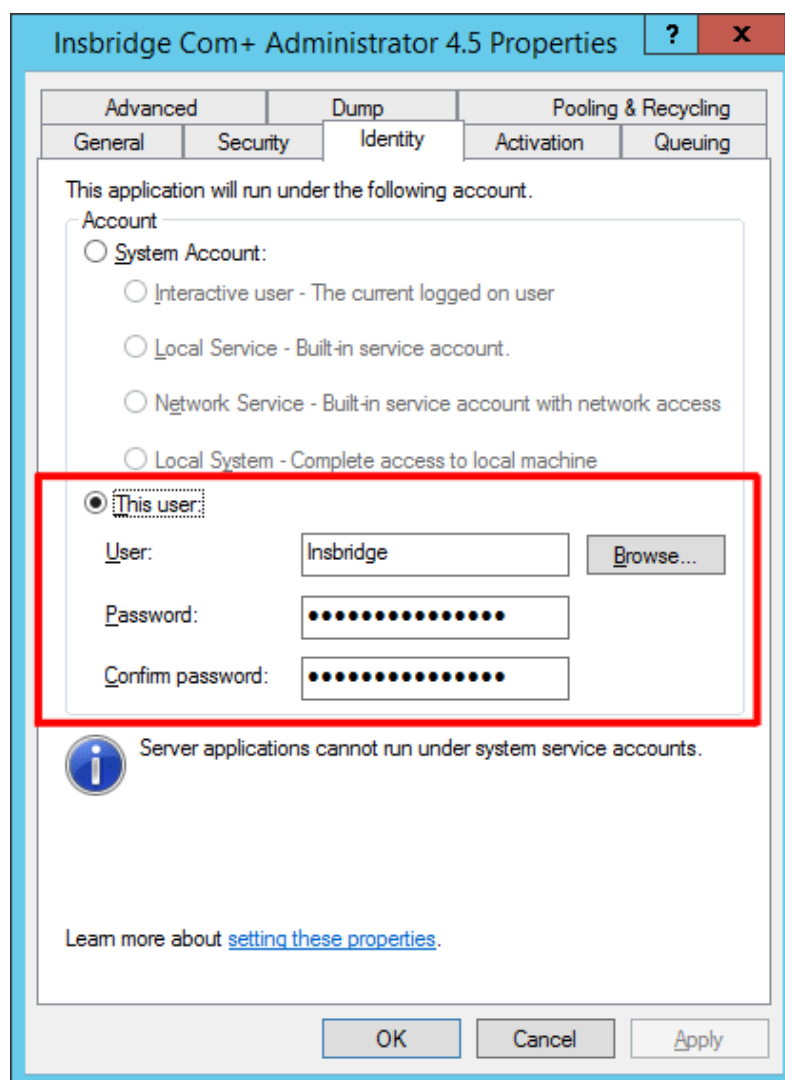 Insbridge Com+ Administrator 4.5 Properties ? x
Advanced Dump Pooling & Recycling
General Security Identity Activation Queuing
This application will run under the following account.
Account
System Account:
Interactive user - The current logged on user
Local Service - Built-in service account.
Network Service - Built-in service account with network access
Local System - Complete access to local machine
This user:
User: Insbridge Browse...
Password: •••••••••••••••
Confirm password: •••••••••••••••
Server applications cannot run under system service accounts.
Learn more about setting these properties.
OK Cancel Apply